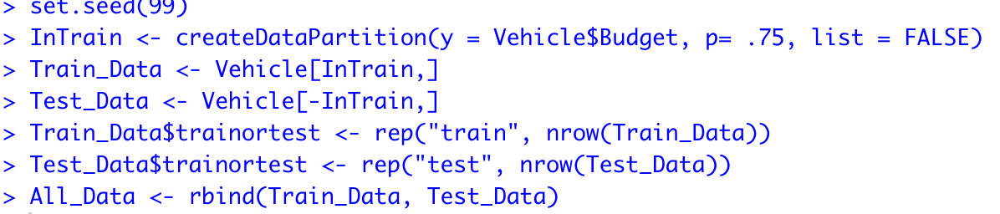 > set.seed(99)
> InTrain <- createDataPartition(y = Vehicle$Budget, p= .75, list = FALSE)
> Train_Data <- Vehicle[InTrain,]
> Test_Data <- Vehicle[-InTrain,]
> Train_Data$trainortest <- rep("train", nrow(Train_Data))
> Test_Data$trainortest <- rep("test", nrow(Test_Data))
> All_Data <- rbind(Train_Data, Test_Data)